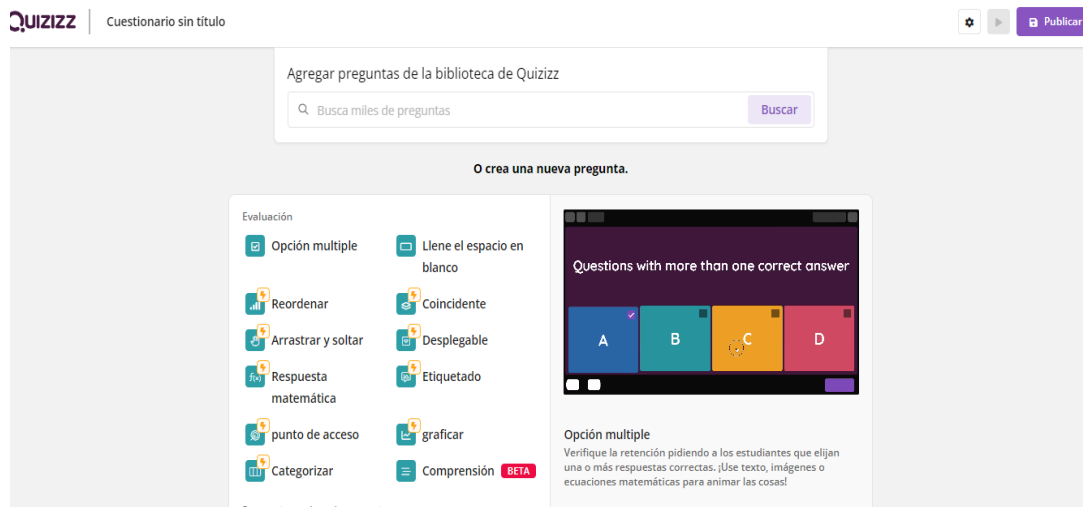 QUIZIZZ
Cuestionario sin título
Publicar
Agregar preguntas de la biblioteca de Quizizz
Busca miles de preguntas
Buscar
O crea una nueva pregunta.
Evaluación
Opción multiple
Llene el espacio en
blanco
Reordenar
Coincidente
Arrastrar y soltar
Desplegable
Respuesta
matemática
Etiquetado
punto de acceso
graficar
Categorizar
Comprensión BETA
Questions with more than one correct answer
A
B
C
D
Opción multiple
Verifique la retención pidiendo a los estudiantes que elijan
una o más respuestas correctas. ¡Use texto, imágenes o
ecuaciones matemáticas para animar las cosas!